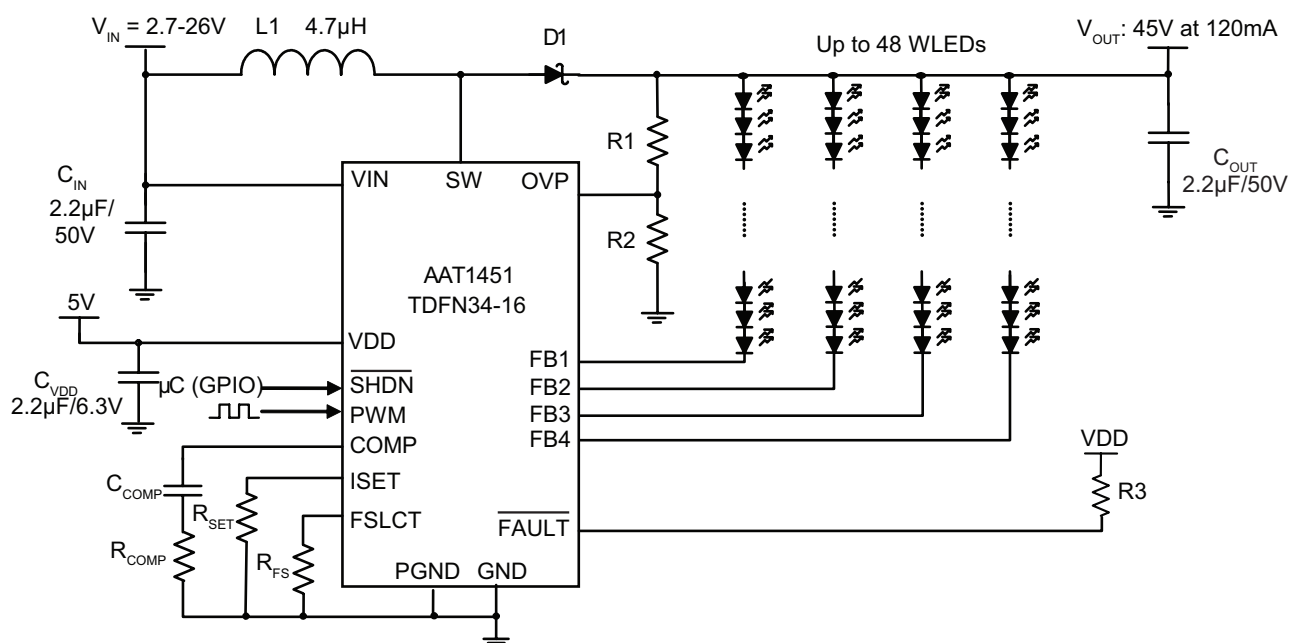 V_IN = 2.7-26V
L1
4.7µH
D1
Up to 48 WLEDs
V_OUT: 45V at 120mA
C_IN
2.2µF/
50V
VIN
SW
OVP
R1
R2
C_OUT
2.2µF/50V
AAT1451
TDFN34-16
5V
VDD
C_VDD
2.2µF/6.3V
µC (GPIO)
SHDN
PWM
COMP
ISET
FSLCT
FB1
FB2
FB3
FB4
VDD
R3
FAULT
C_COMP
R_COMP
R_SET
R_FS
PGND
GND